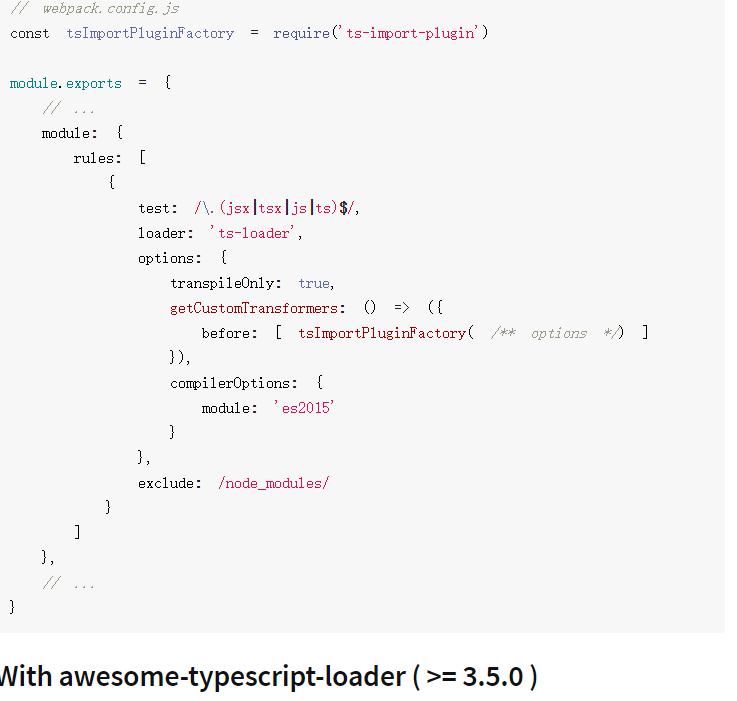 // webpack.config.js
const tsImportPluginFactory = require('ts-import-plugin')
module.exports = {
// ...
module: {
rules: [
{
test: /\.(jsx|tsx|js|ts)$/,
loader: 'ts-loader',
options: {
transpileOnly: true,
getCustomTransformers: () => ({
before: [ tsImportPluginFactory( /** options */) ]
}),
compilerOptions: {
module: 'es2015'
}
},
exclude: /node_modules/
}
]
},
// ...
}
With awesome-typescript-loader ( >= 3.5.0 )